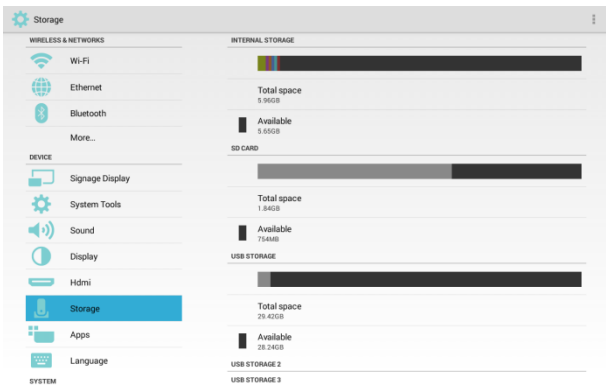 Storage
WIRELESS & NETWORKS
Wi-Fi
Ethernet
Bluetooth
More...
DEVICE
Signage Display
System Tools
Sound
Display
Hdmi
Storage
Apps
Language
SYSTEM
INTERNAL STORAGE
Total space
5.96GB
Available
5.65GB
SD CARD
Total space
1.84GB
Available
754MB
USB STORAGE
Total space
29.42GB
Available
28.24GB
USB STORAGE 2
USB STORAGE 3